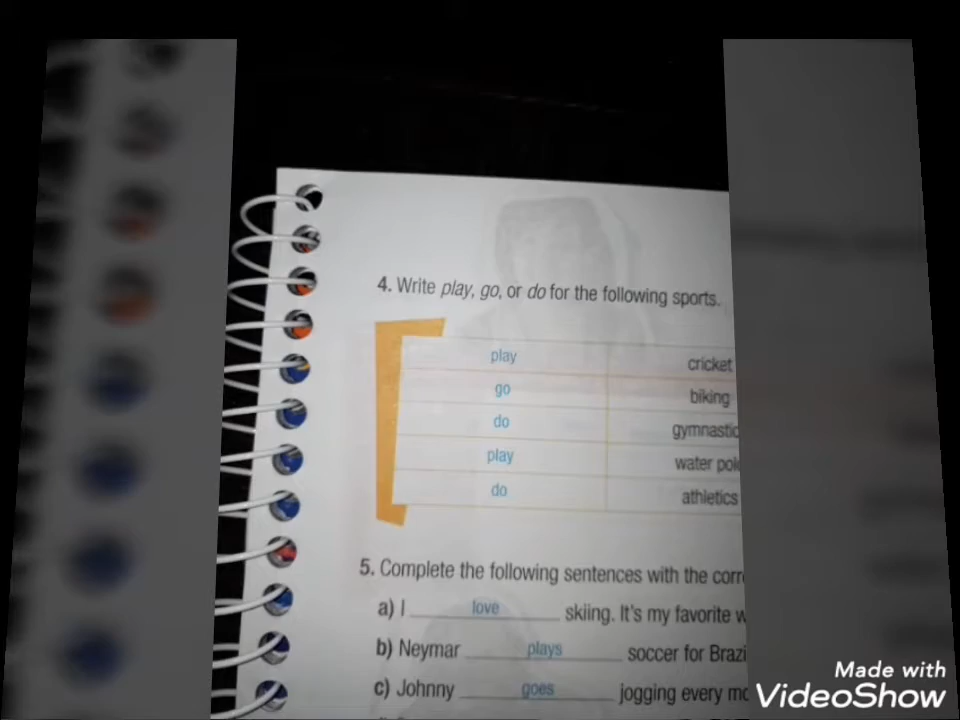 4. Write play, go, or do for the following sports.
play cricket
go biking
do
play water
do athletics
5. Complete the following sentences with the
a) I love skiing. It's my favorite
b) Neymar plays soccer for
c) Johnny goes jogging every
Made with
VideoShow